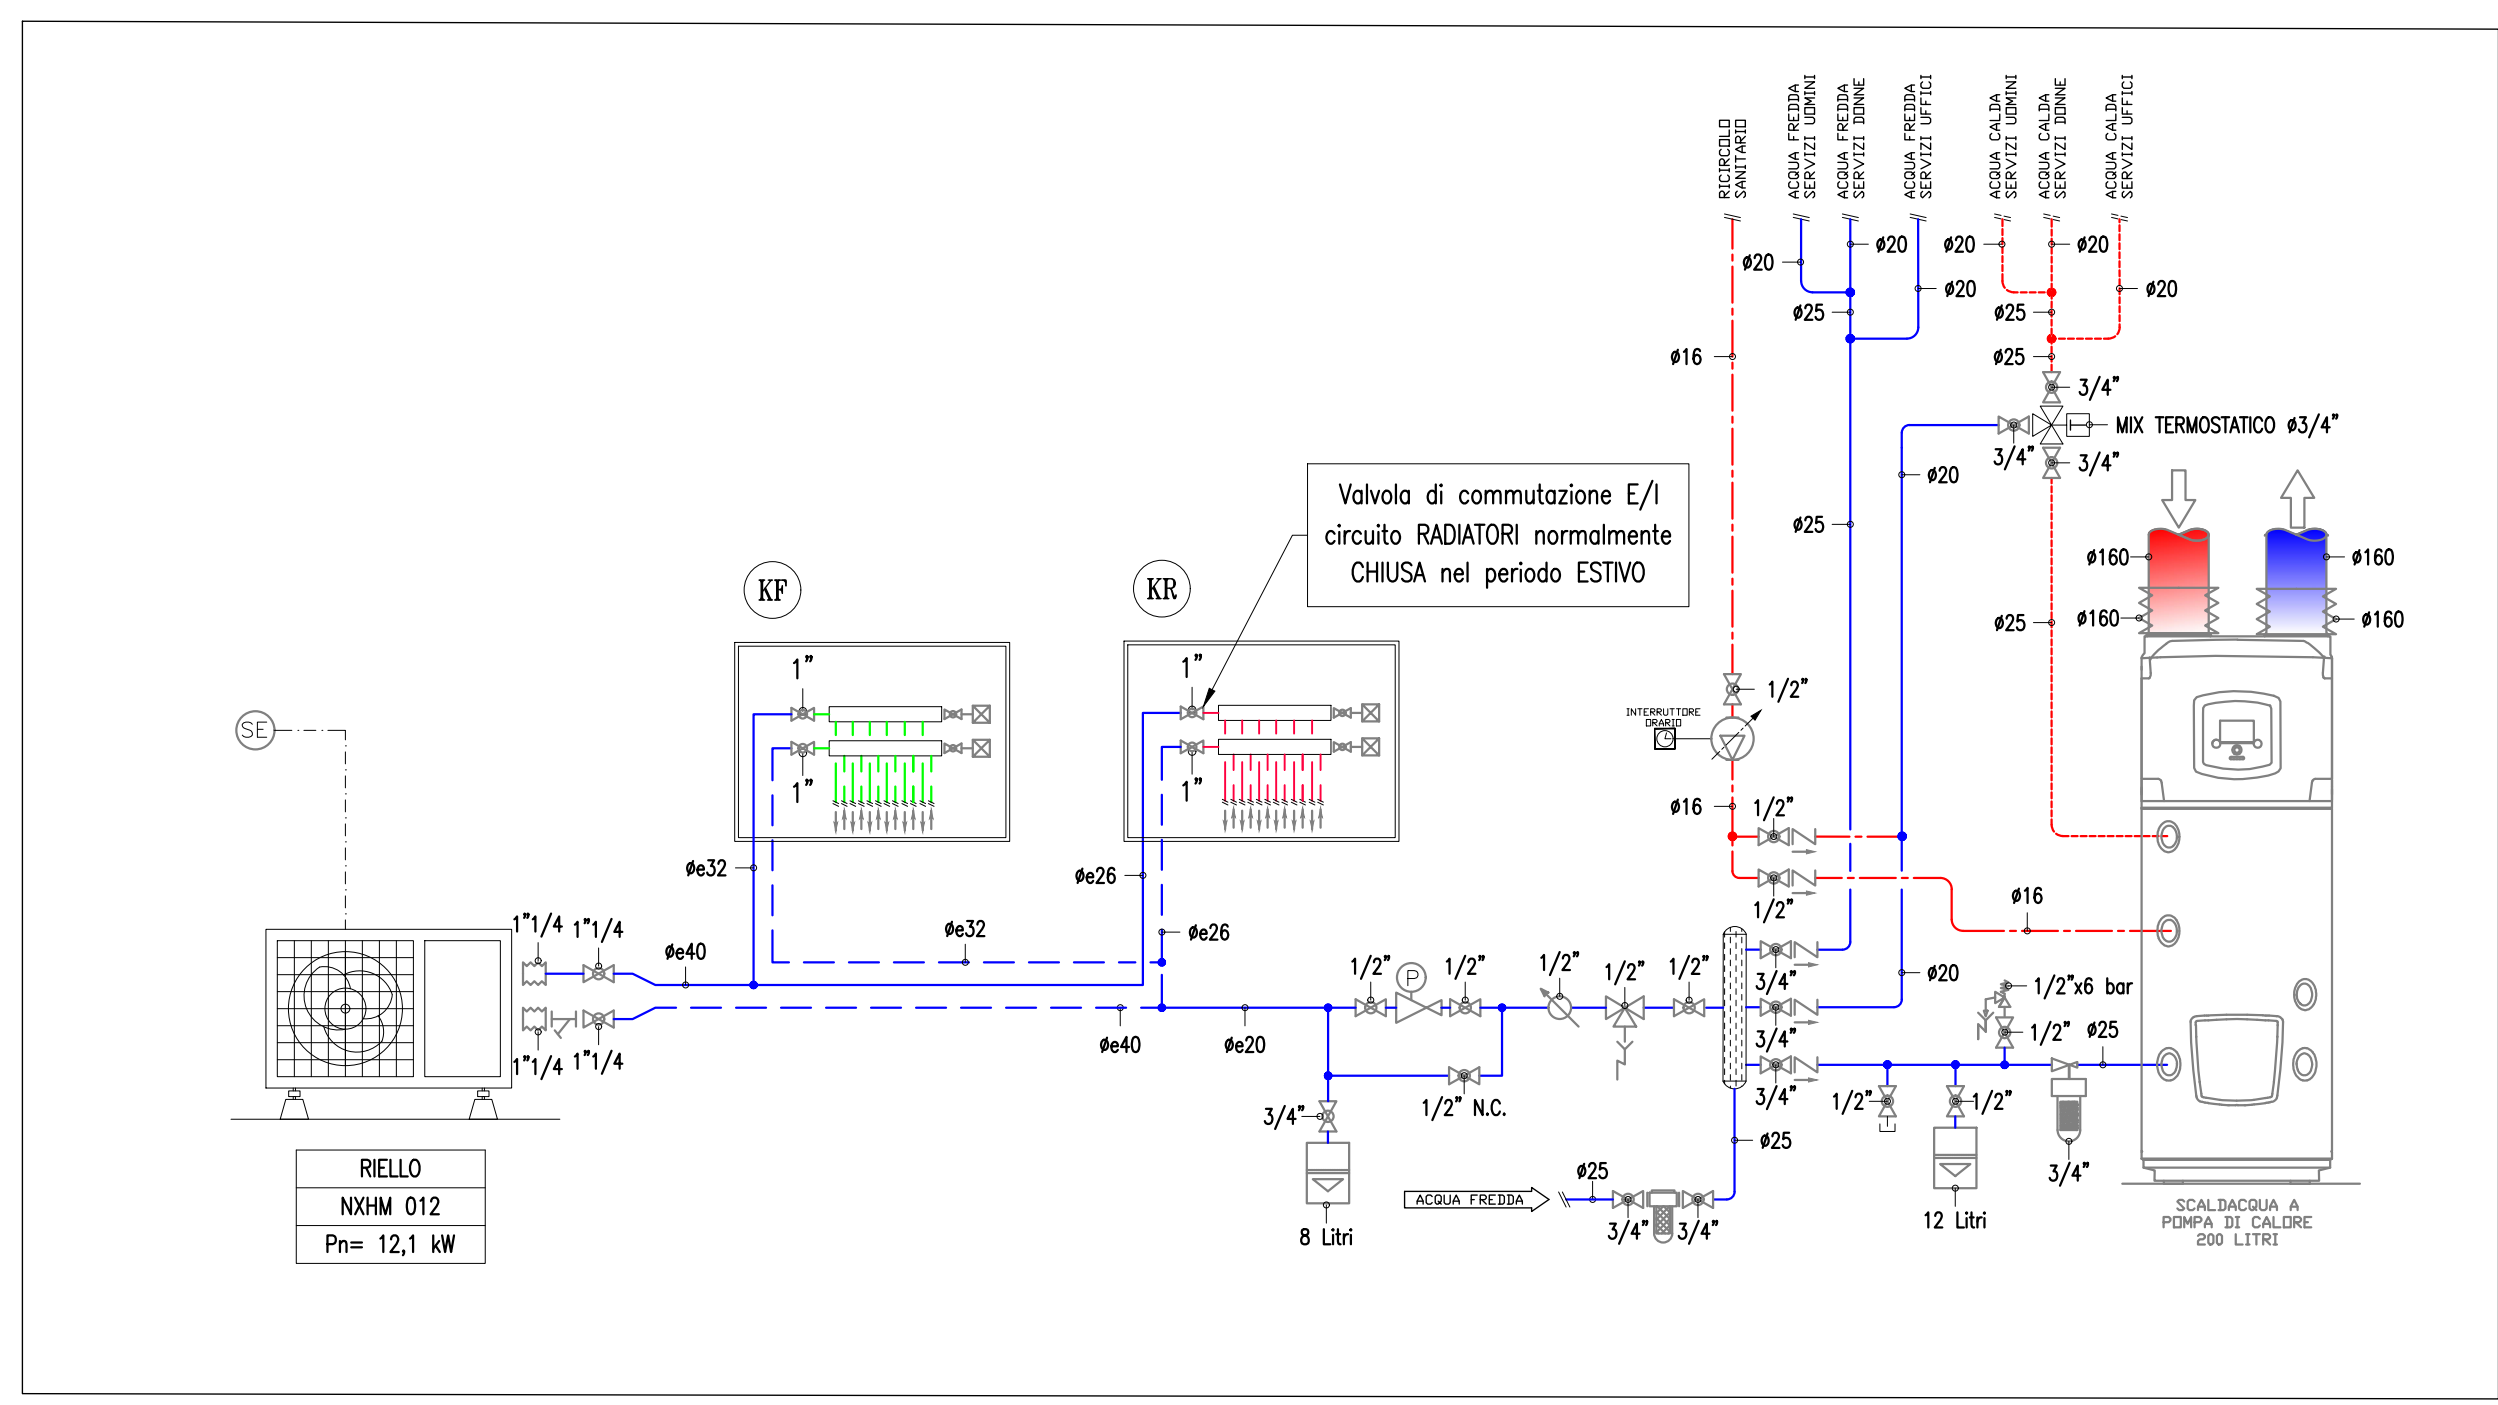 RICIRCOLO
SANITARIO
ACQUA FREDDA
SERVIZI UOMINI
ACQUA FREDDA
SERVIZI DONNE
ACQUA FREDDA
SERVIZI UFFICI
ACQUA CALDA
SERVIZI UOMINI
ACQUA CALDA
SERVIZI DONNE
ACQUA CALDA
SERVIZI UFFICI
ø20
ø20
ø20
ø20
ø20
ø20
ø25
ø25
ø16
ø25
3/4"
MIX TERMOSTATICO ø3/4"
3/4"
3/4"
ø20
Valvola di commutazione E/I
circuito RADIATORI normalmente
CHIUSA nel periodo ESTIVO
ø25
ø160
ø160
ø160
ø160
ø25
KF
KR
1"
1"
1"
1"
1/2"
INTERRUTTORE
ORARIO
SE
ø16
1/2"
1/2"
Øe32
Øe26
ø16
1"1/4
1"1/4
Øe40
Øe32
Øe26
1/2"
P
1/2"
1/2"
1/2"
1/2"
3/4"
ø20
1/2"x6 bar
1/2"
ø25
1"1/4
1"1/4
Øe40
Øe20
3/4"
3/4"
1/2" N.C.
3/4"
1/2"
1/2"
3/4"
RIELLO
NXHM 012
Pn= 12,1 kW
8 Litri
ACQUA FREDDA
ø25
ø25
3/4"
3/4"
12 Litri
SCALDACQUA A
POMPA DI CALORE
200 LITRI